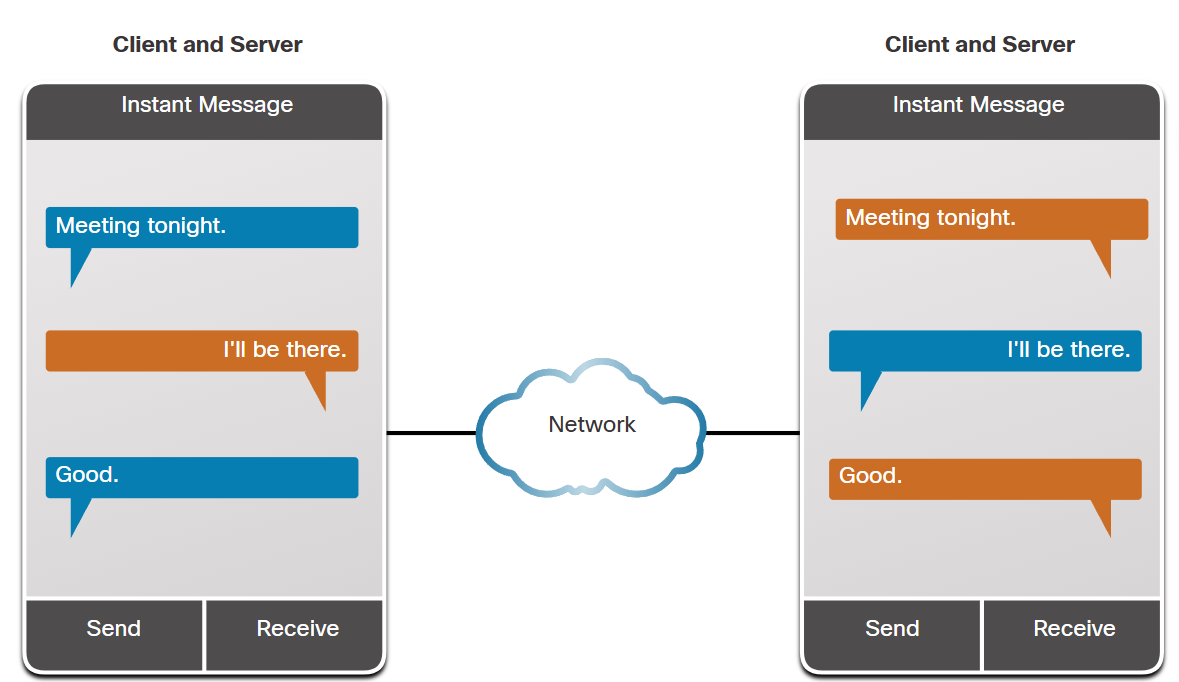 Client and Server
Instant Message
Meeting tonight.
I'll be there.
Good.
Send
Receive
Network
Client and Server
Instant Message
Meeting tonight.
I'll be there.
Good.
Send
Receive